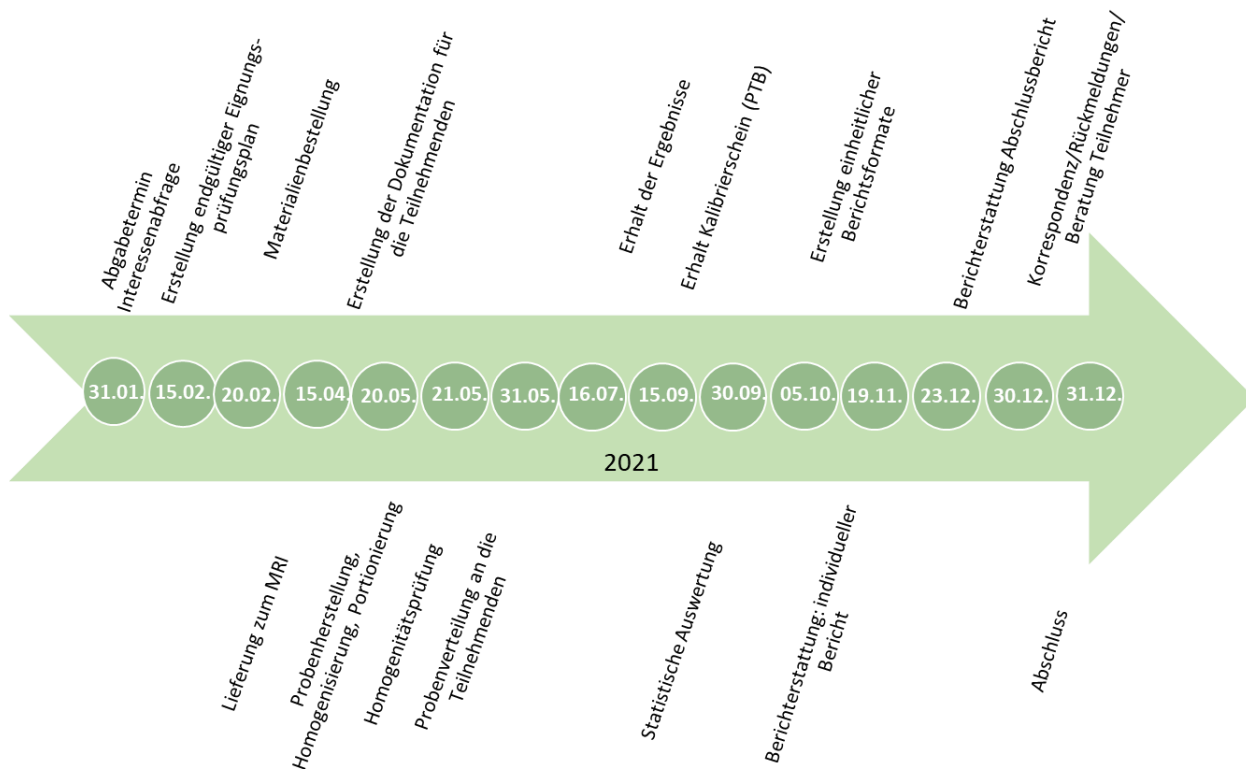 Abgabetermin
Interessenabfrage
Erstellung endgültiger Eignungs-
prüfungsplan
Materialienbestellung
Erstellung der Dokumentation für
die Teilnehmenden
Erhalt der Ergebnisse
Erhalt Kalibrierschein (PTB)
Erstellung einheitlicher
Berichtsformate
Berichterstattung Abschlussbericht
Korrespondenz/Rückmeldungen/
Beratung Teilnehmer
31.01.
15.02.
20.02.
15.04.
20.05.
21.05.
31.05.
16.07.
15.09.
30.09.
05.10.
19.11.
23.12.
30.12.
31.12.
2021
Lieferung zum MRI
Probenherstellung,
Homogenisierung, Portionierung
Homogenitätsprüfung
Probenverteilung an die
Teilnehmenden
Statistische Auswertung
Berichterstattung: individueller
Bericht
Abschluss